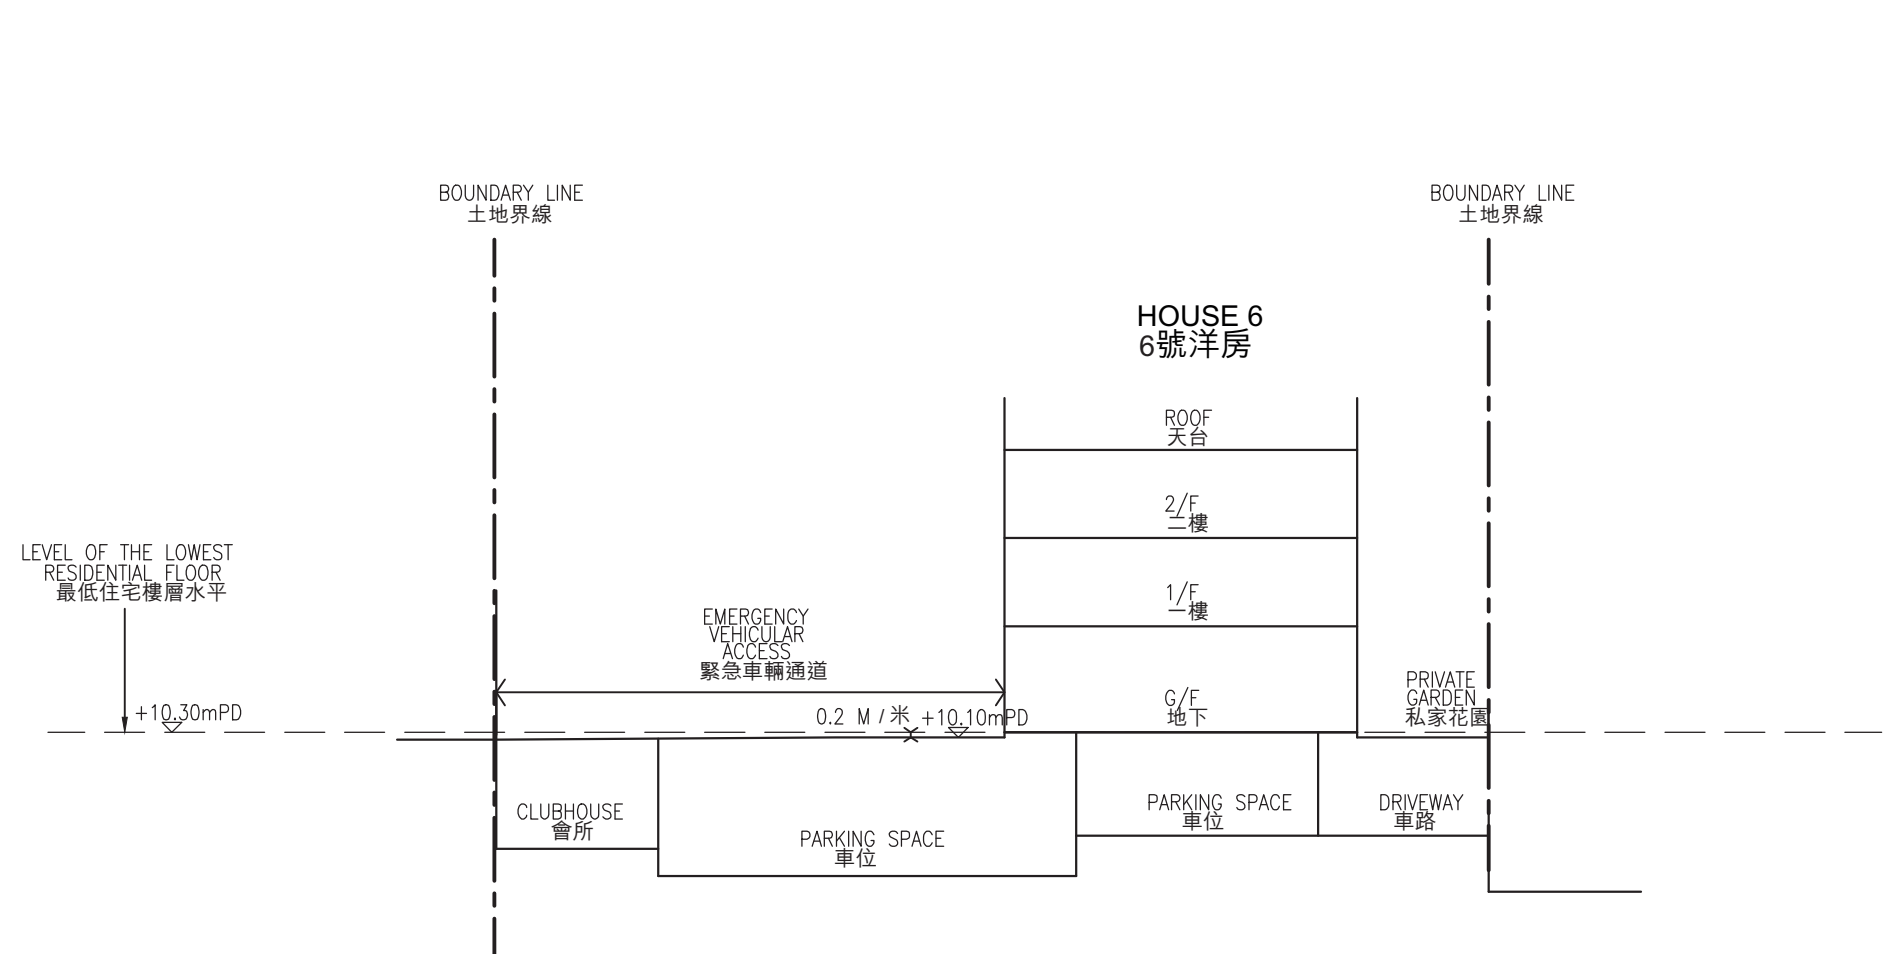 BOUNDARY LINE
土地界線
BOUNDARY LINE
土地界線
HOUSE 6
6號洋房
ROOF
天台
2/F
二樓
LEVEL OF THE LOWEST
RESIDENTIAL FLOOR
最低住宅樓層水平
1/F
一樓
EMERGENCY
VEHICULAR
ACCESS
緊急車輛通道
PRIVATE
GARDEN
私家花園
G/F
地下
+10.30mPD
0.2 M / 米
+10.10mPD
CLUBHOUSE
會所
PARKING SPACE
車位
PARKING SPACE
車位
DRIVEWAY
車路